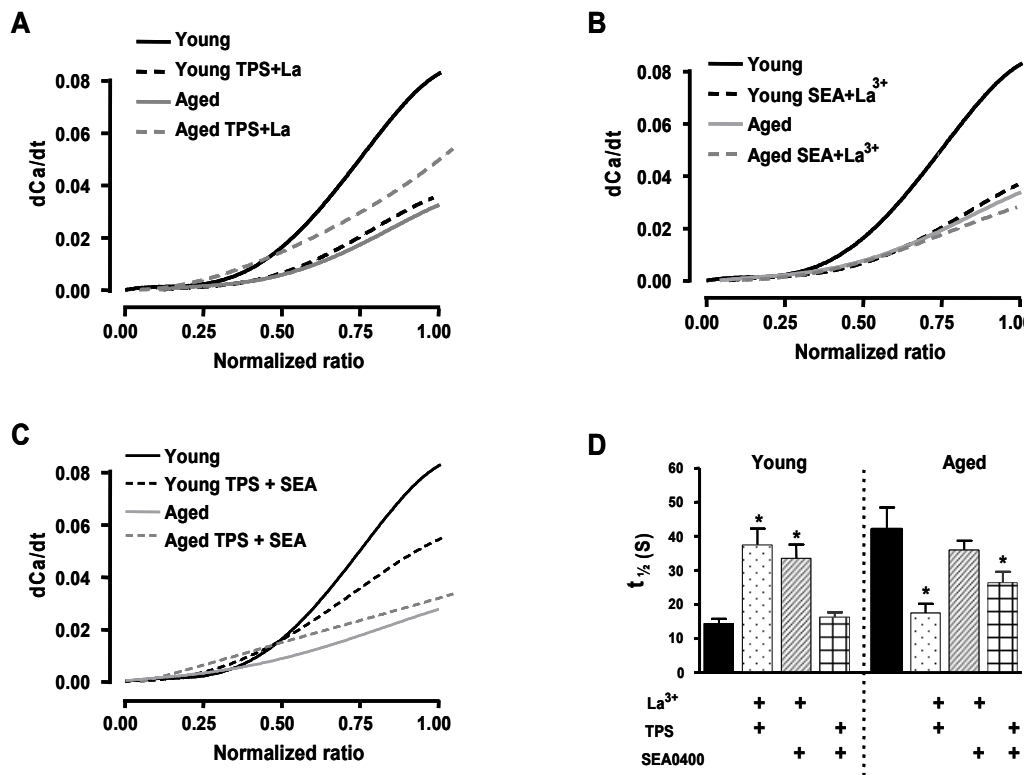 A
Young
Young TPS+La
Aged
Aged TPS+La
0.08
0.06
0.04
0.02
0.00
dCa/dt
0.00 0.25 0.50 0.75 1.00
Normalized ratio
B
Young
Young SEA+La³⁺
Aged
Aged SEA+La³⁺
0.08
0.06
0.04
0.02
0.00
dCa/dt
0.00 0.25 0.50 0.75 1.00
Normalized ratio
C
Young
Young TPS + SEA
Aged
Aged TPS + SEA
0.08
0.06
0.04
0.02
0.00
dCa/dt
0.00 0.25 0.50 0.75 1.00
Normalized ratio
D
Young Aged
60
50
40
30
20
10
0
t ½ (S)
* * * *
La³⁺ + + + +
TPS + + + +
SEA0400 + + + +